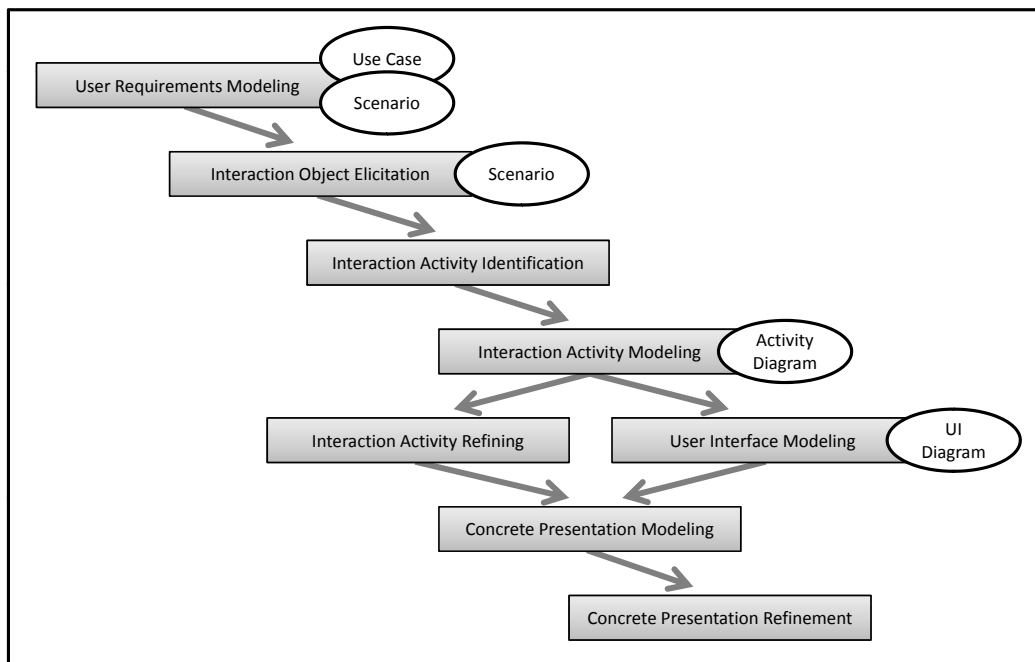 Use Case
User Requirements Modeling
Scenario
Interaction Object Elicitation
Scenario
Interaction Activity Identification
Interaction Activity Modeling
Activity
Diagram
Interaction Activity Refining
User Interface Modeling
UI
Diagram
Concrete Presentation Modeling
Concrete Presentation Refinement